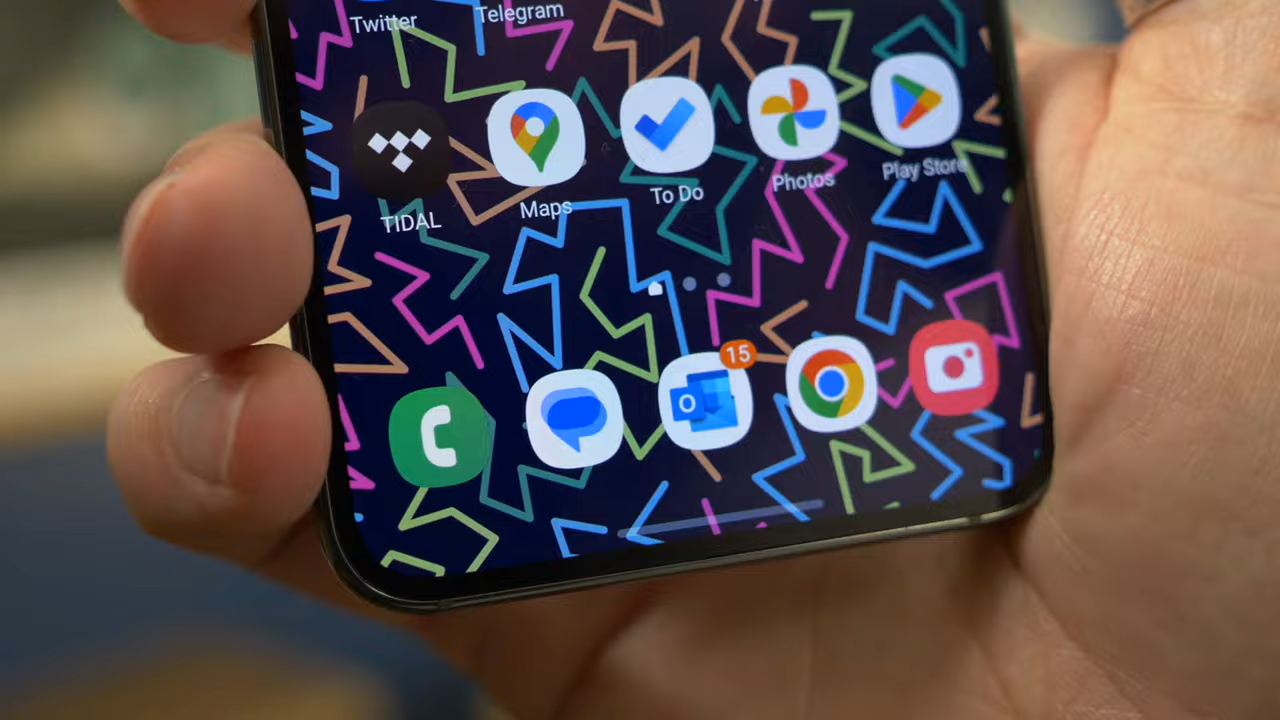 Twitter
Telegram
TIDAL
Maps
To Do
Photos
Play Store
15
O